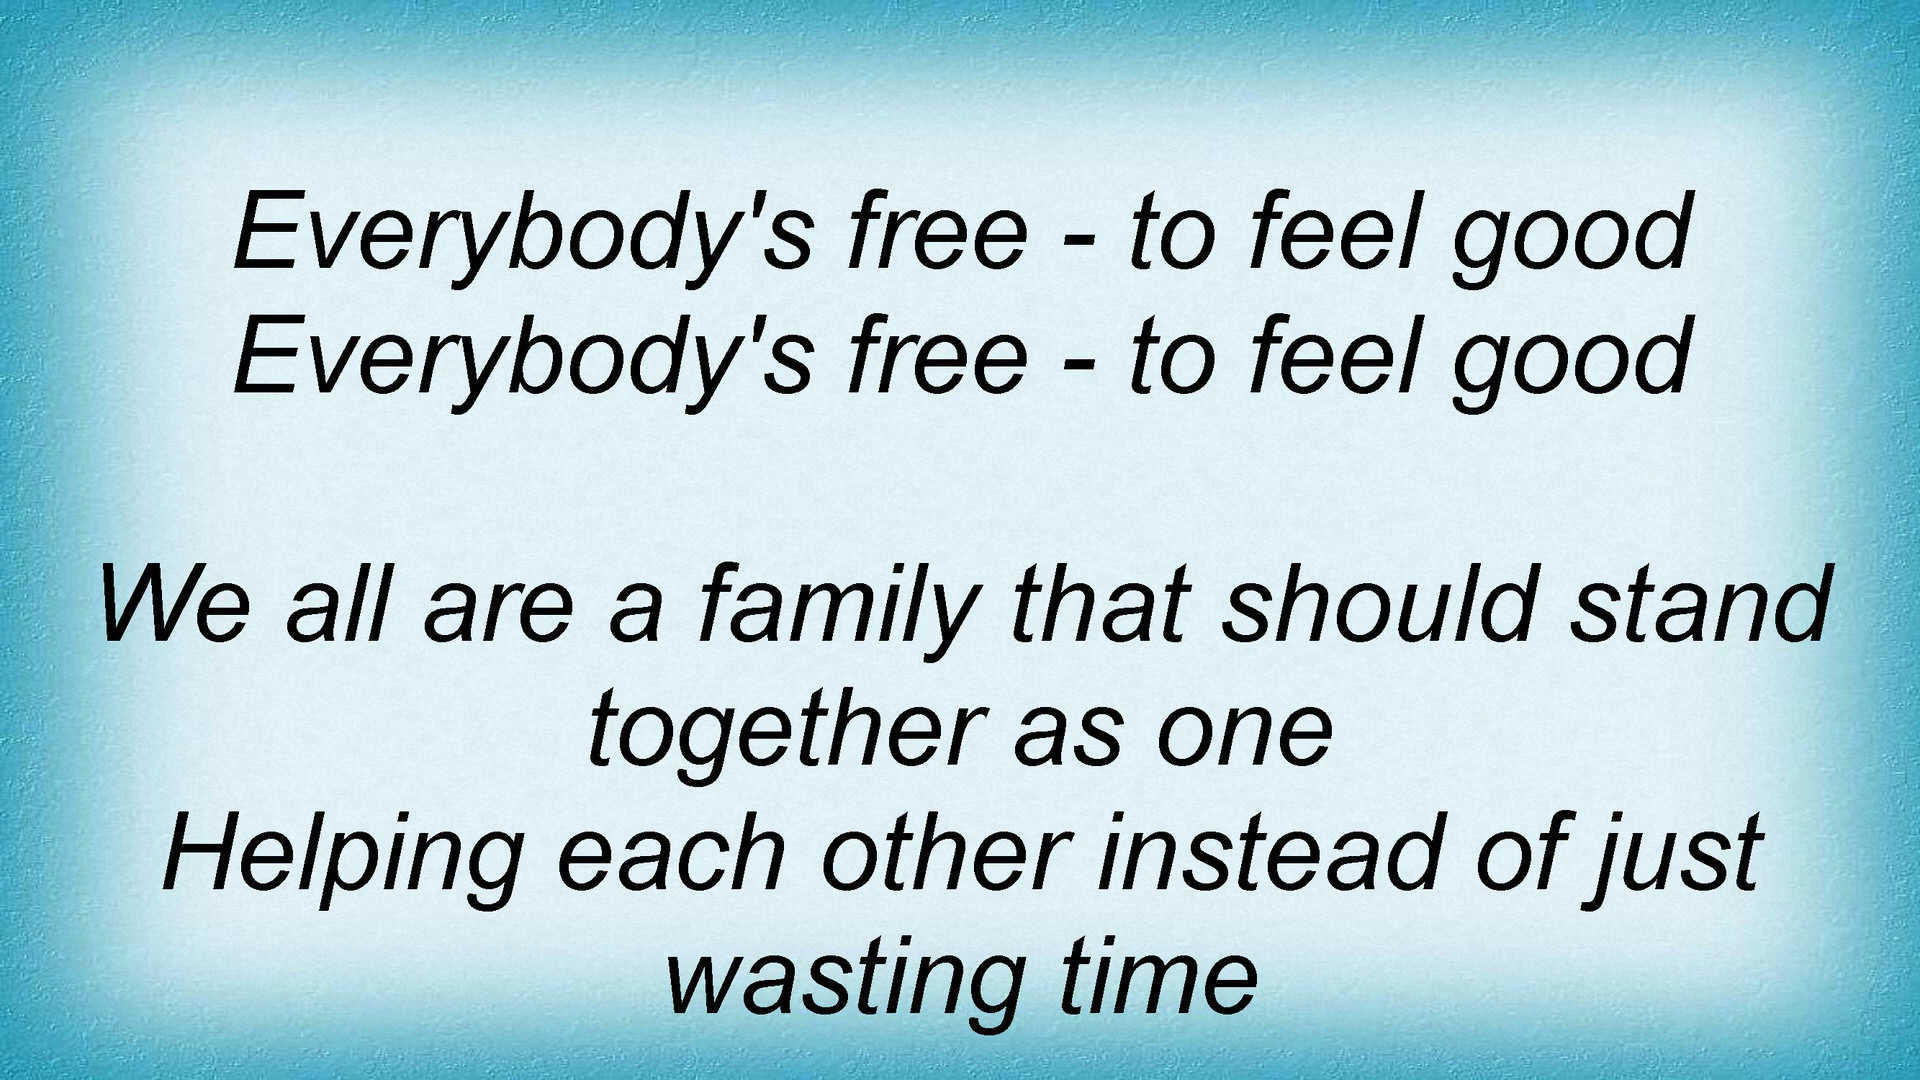 Everybody's free - to feel good
Everybody's free - to feel good
We all are a family that should stand
together as one
Helping each other instead of just
wasting time